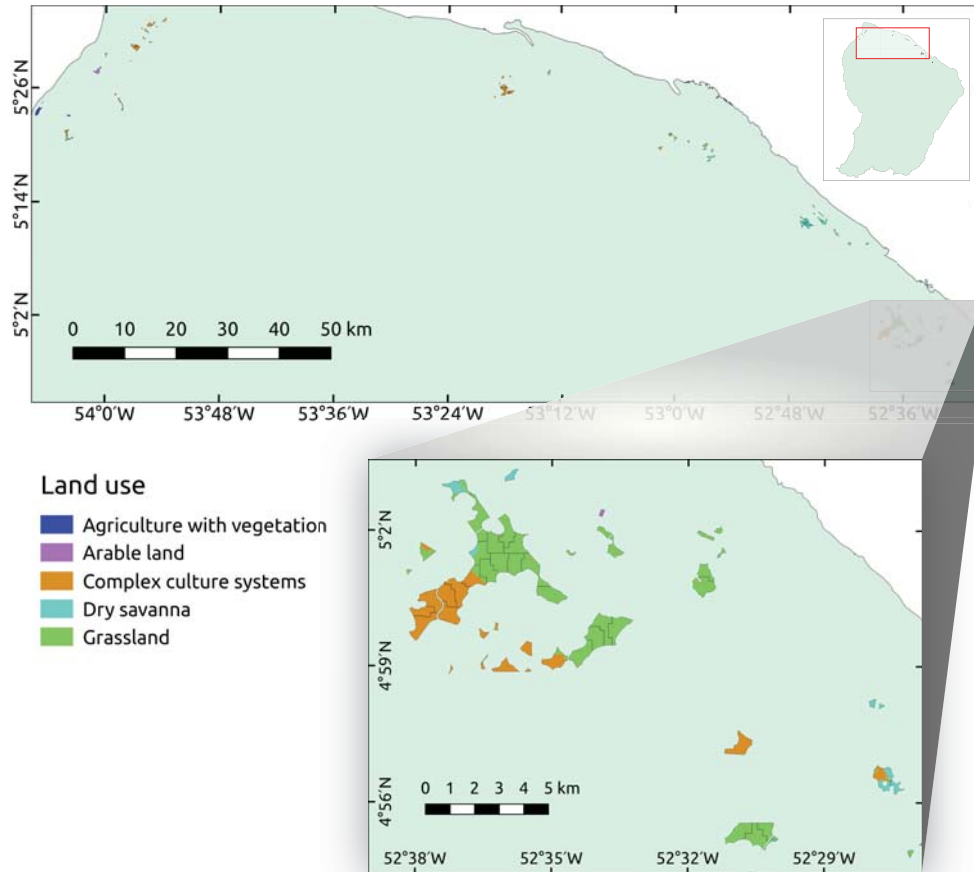 5°26′N
5°14′N
5°2′N
0 10 20 30 40 50 km
54°0′W 53°48′W 53°36′W 53°24′W 53°12′W 53°0′W 52°48′W 52°36′W
Land use
Agriculture with vegetation
Arable land
Complex culture systems
Dry savanna
Grassland
5°2′N
4°59′N
4°56′N
0 1 2 3 4 5 km
52°38′W 52°35′W 52°32′W 52°29′W